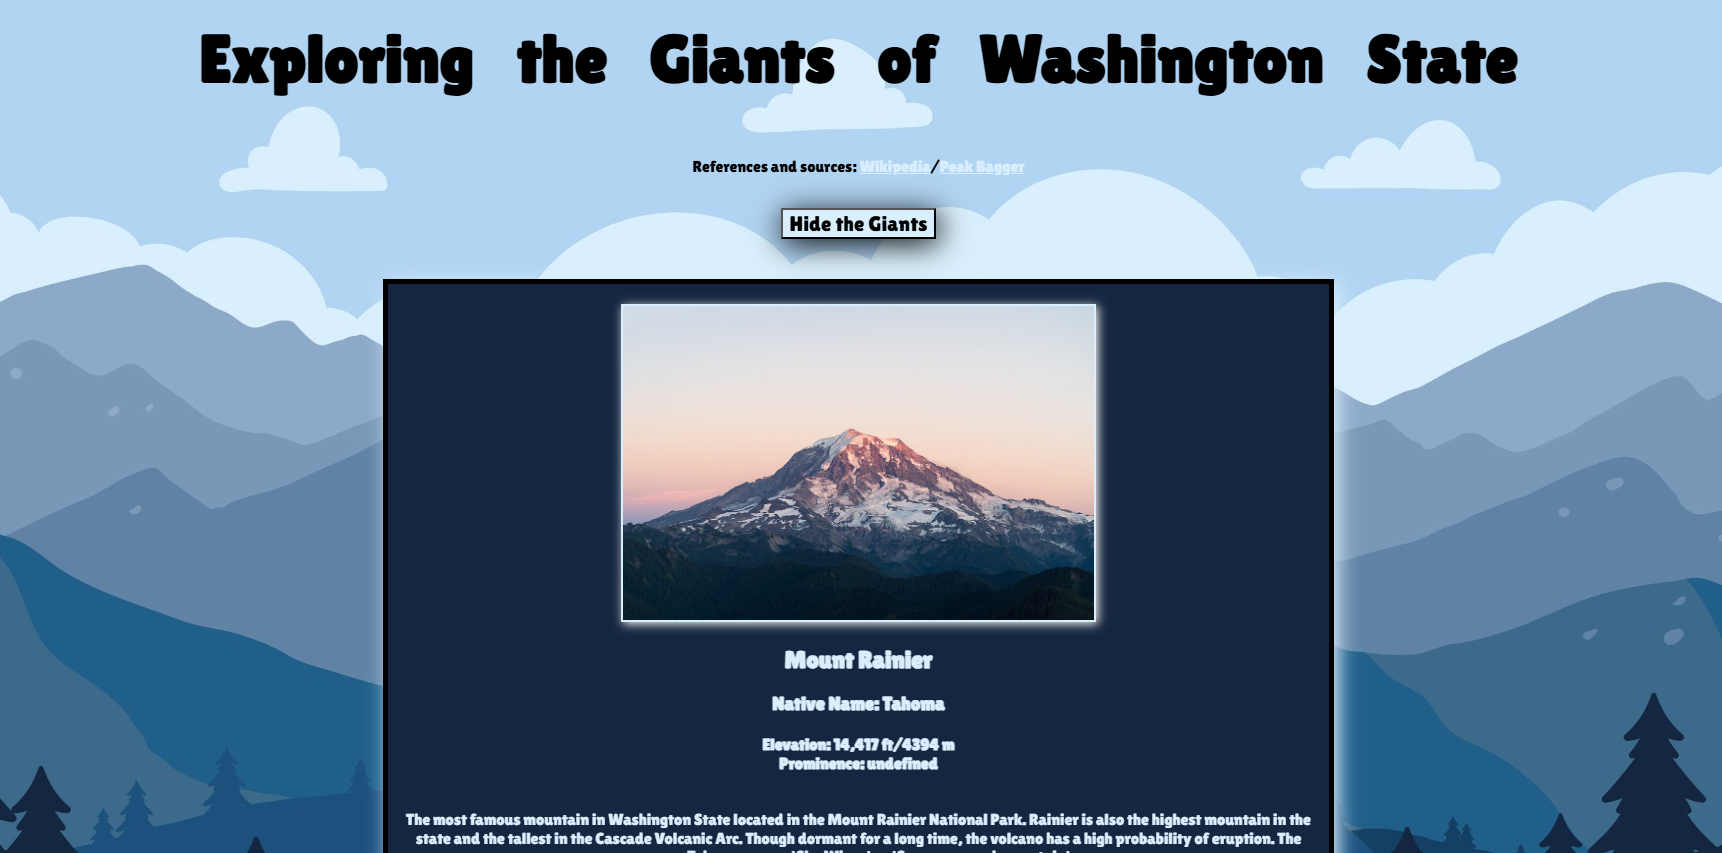 Exploring the Giants of Washington State
References and sources: Wikipedia/Peak Bagger
Hide the Giants
Mount Rainier
Native Name: Tahoma
Elevation: 14,417 ft/4394 m
Prominence: undefined
The most famous mountain in Washington State located in the Mount Rainier National Park. Rainier is also the highest mountain in the
state and the tallest in the Cascade Volcanic Arc. Though dormant for a long time, the volcano has a high probability of eruption. The